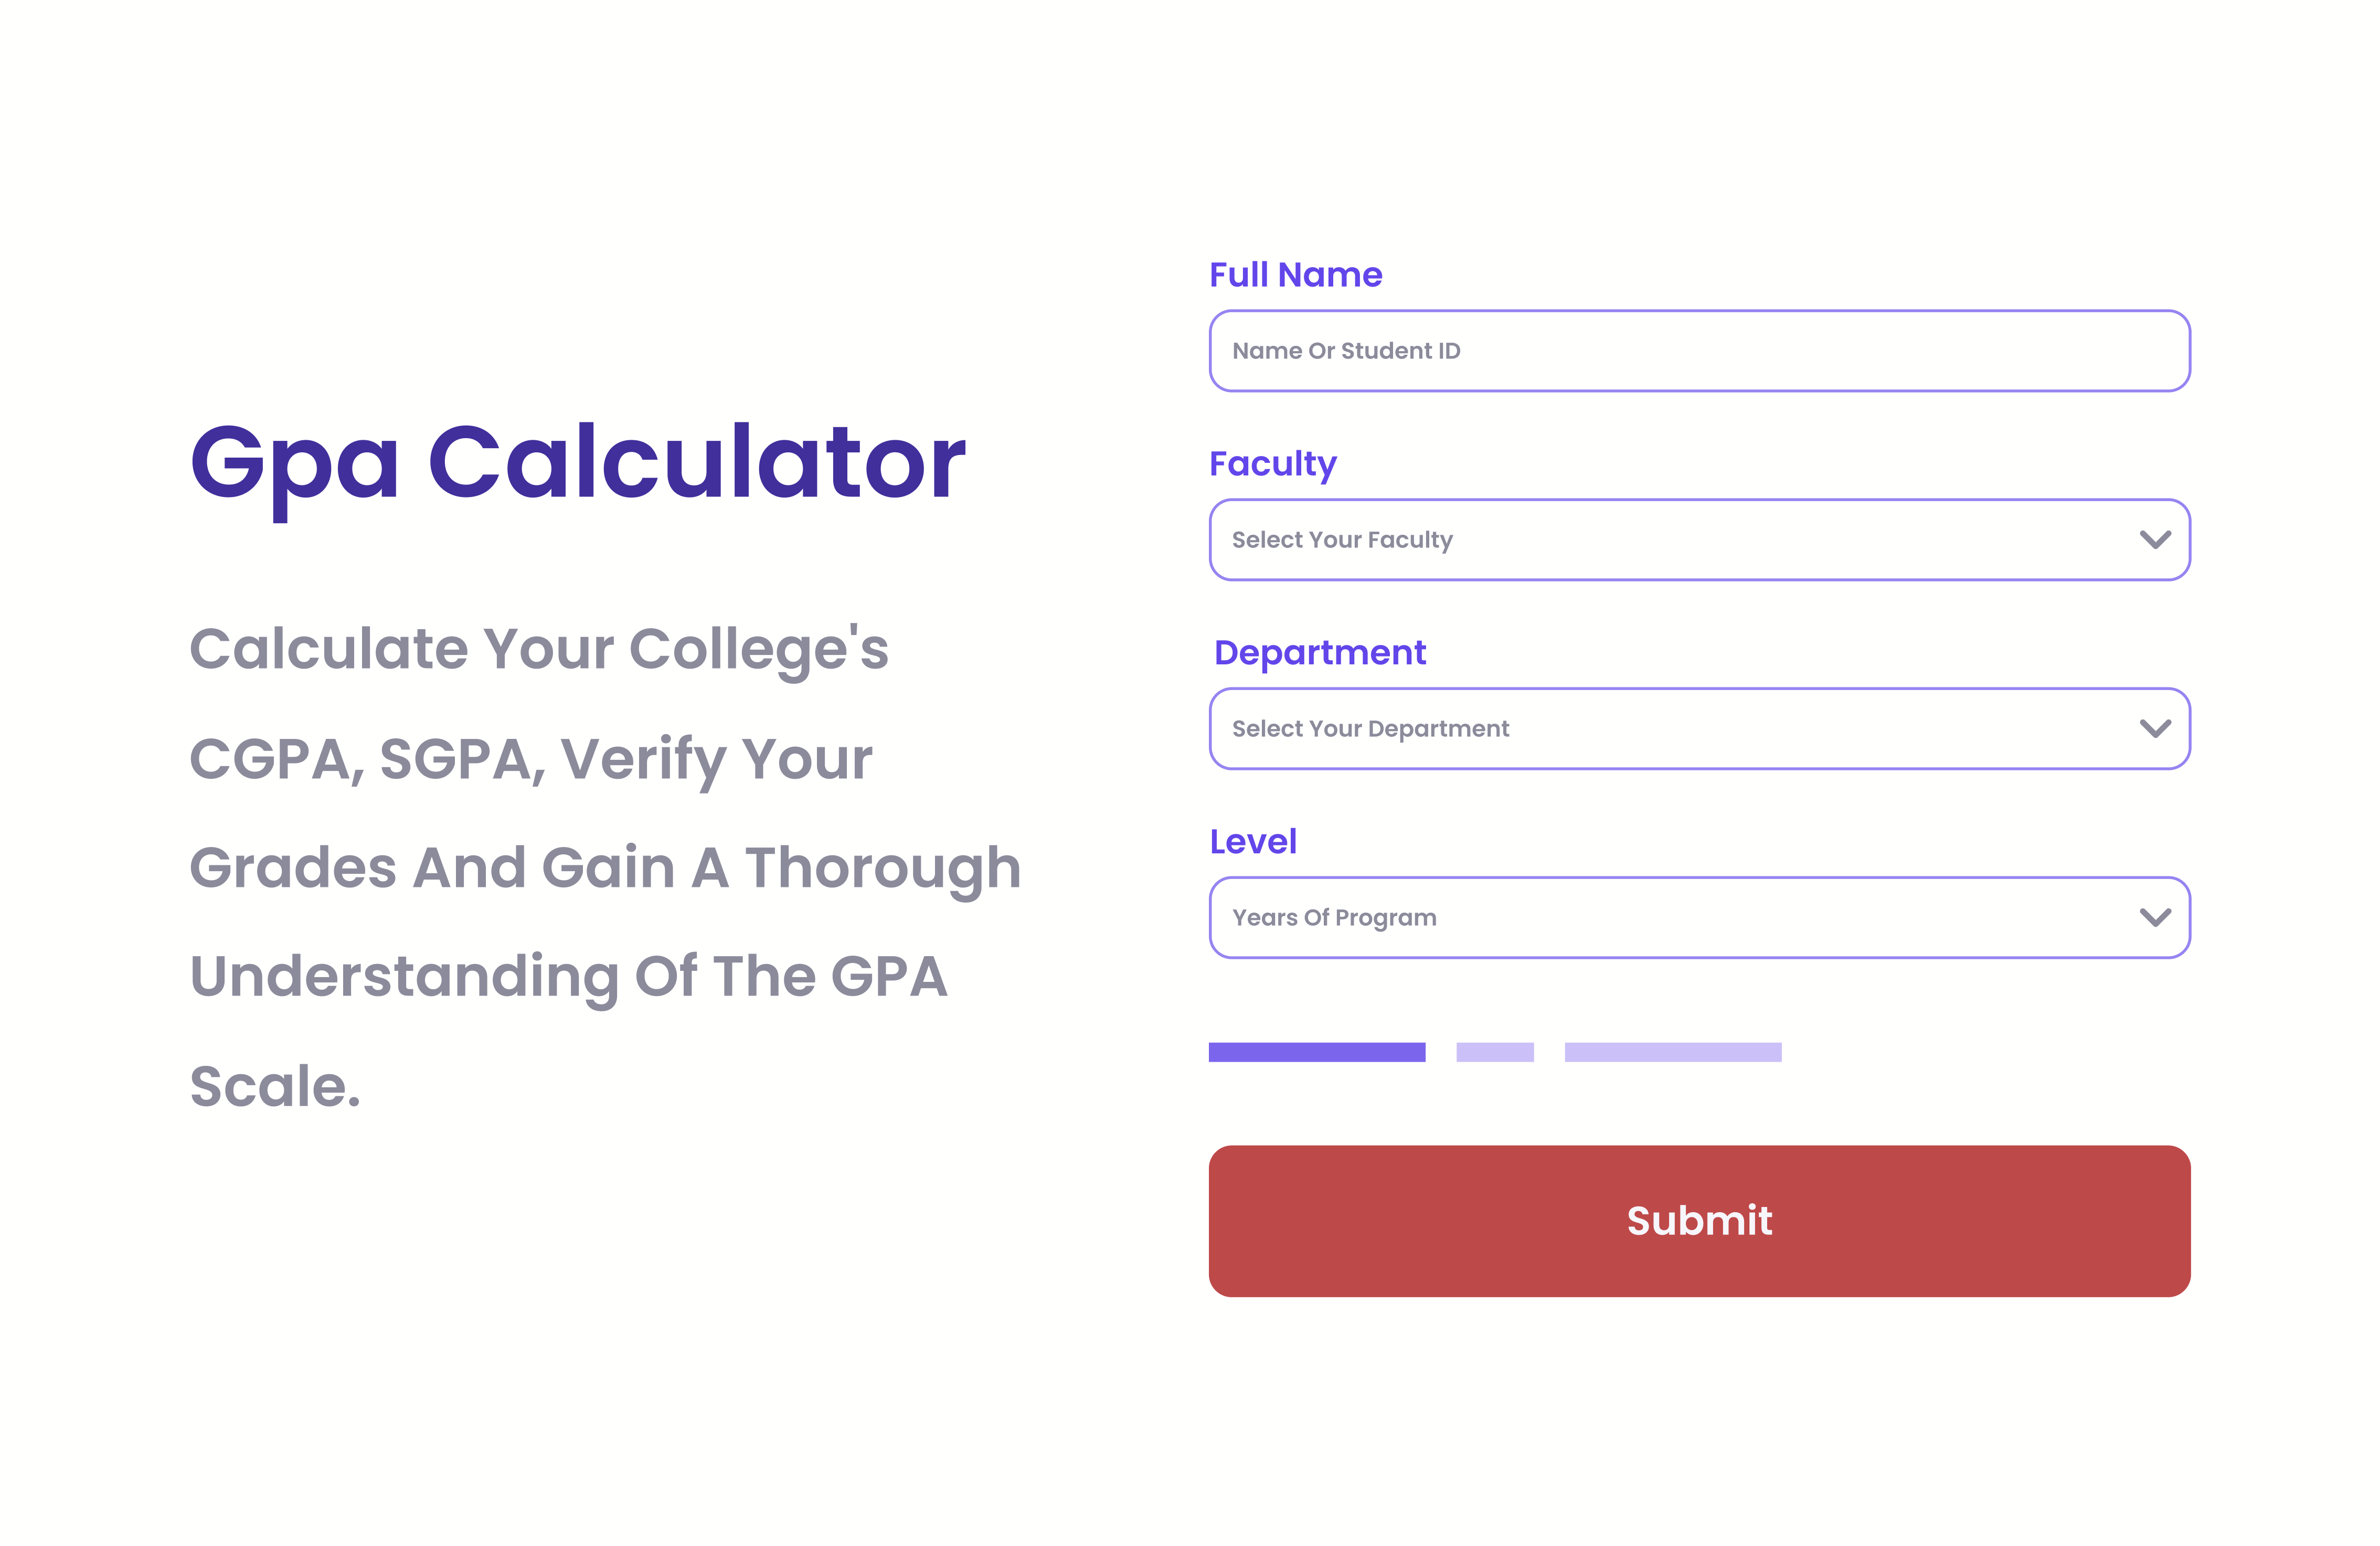 Gpa Calculator
Calculate Your College's
CGPA, SGPA, Verify Your
Grades And Gain A Thorough
Understanding Of The GPA
Scale.
Full Name
Name Or Student ID
Faculty
Select Your Faculty
Department
Select Your Department
Level
Years Of Program
Submit